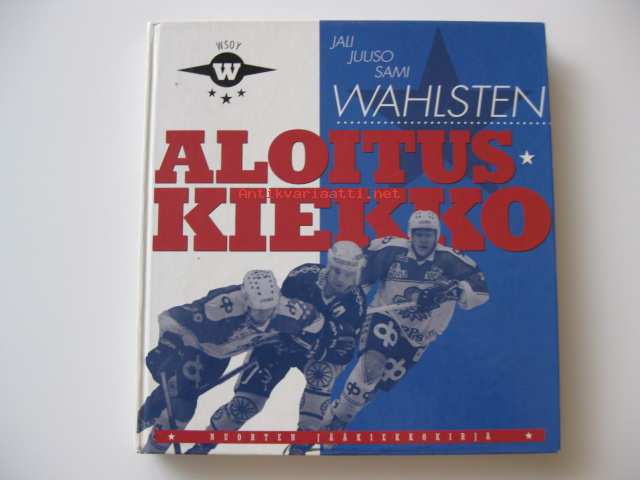 WSOY
W
JALI
JUUSO
SAMI
WAHLSTEN
ALOITUS
KIEKKO
Antikvariaatti.net
NUORTEN JÄÄKIEKKOKIRJA